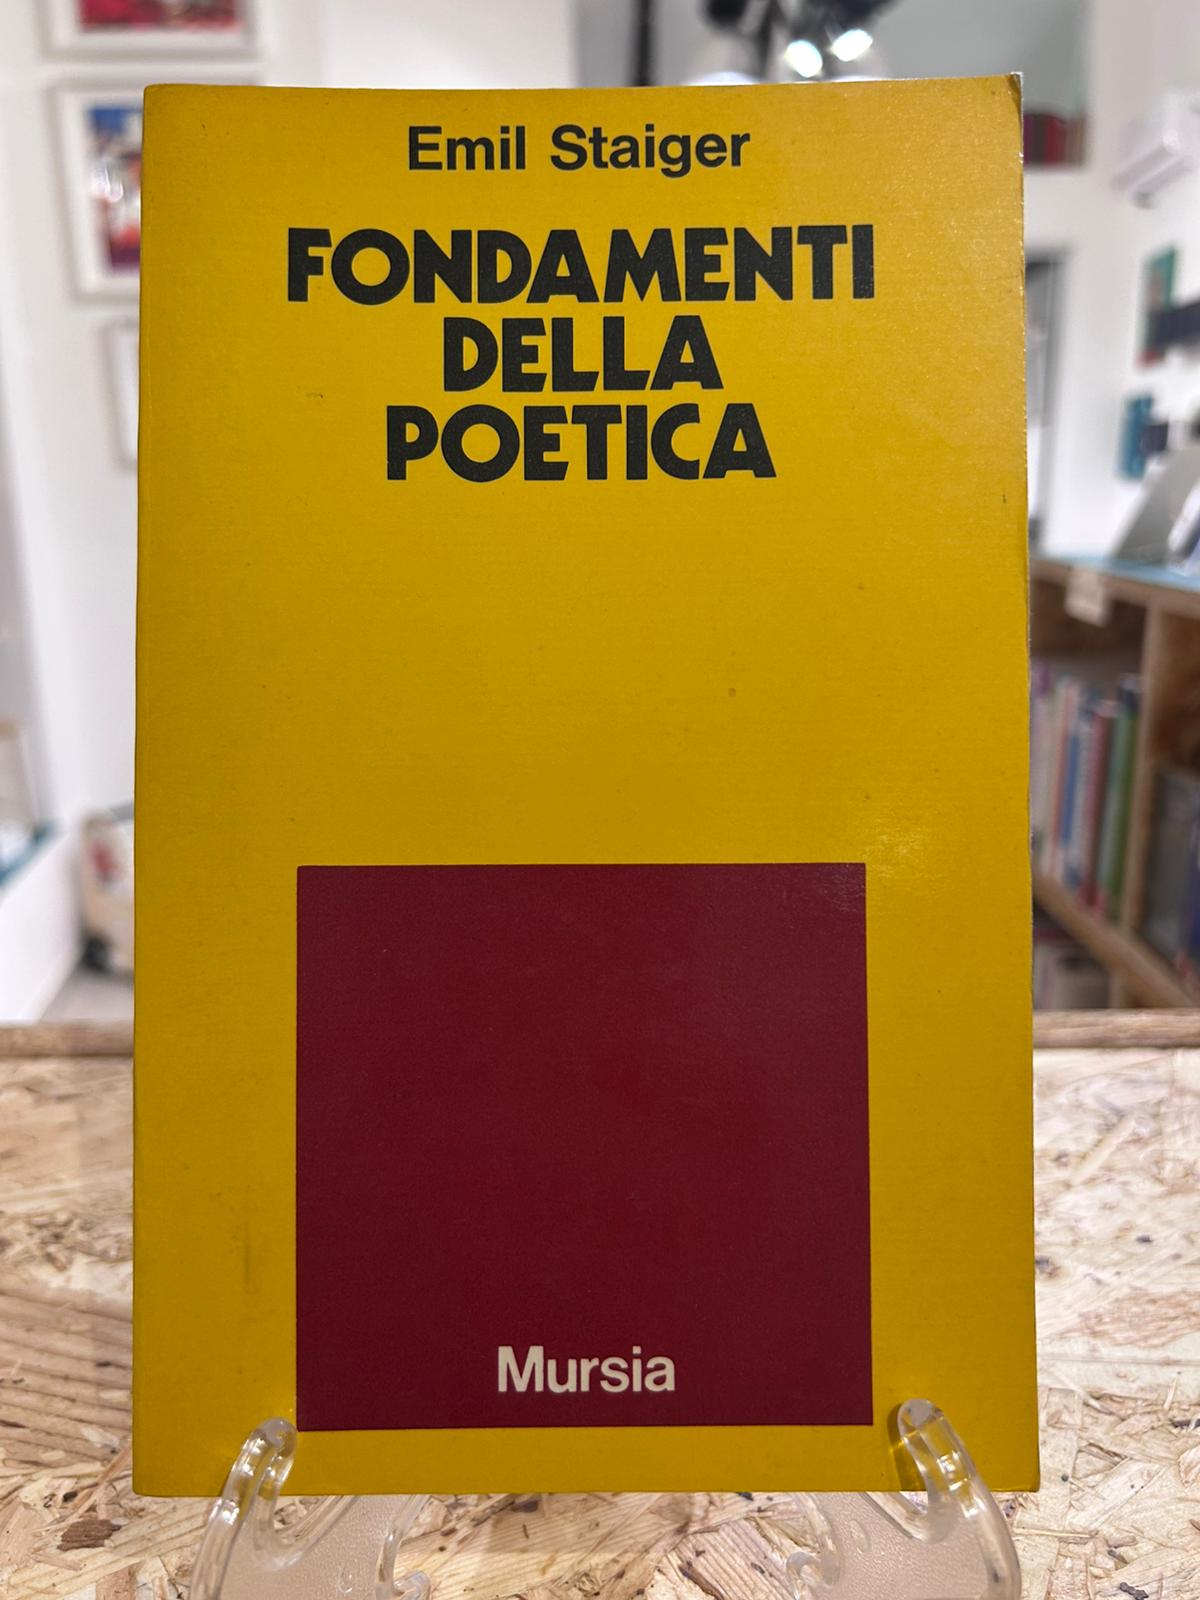 Emil Staiger
FONDAMENTI
DELLA
POETICA
Mursia